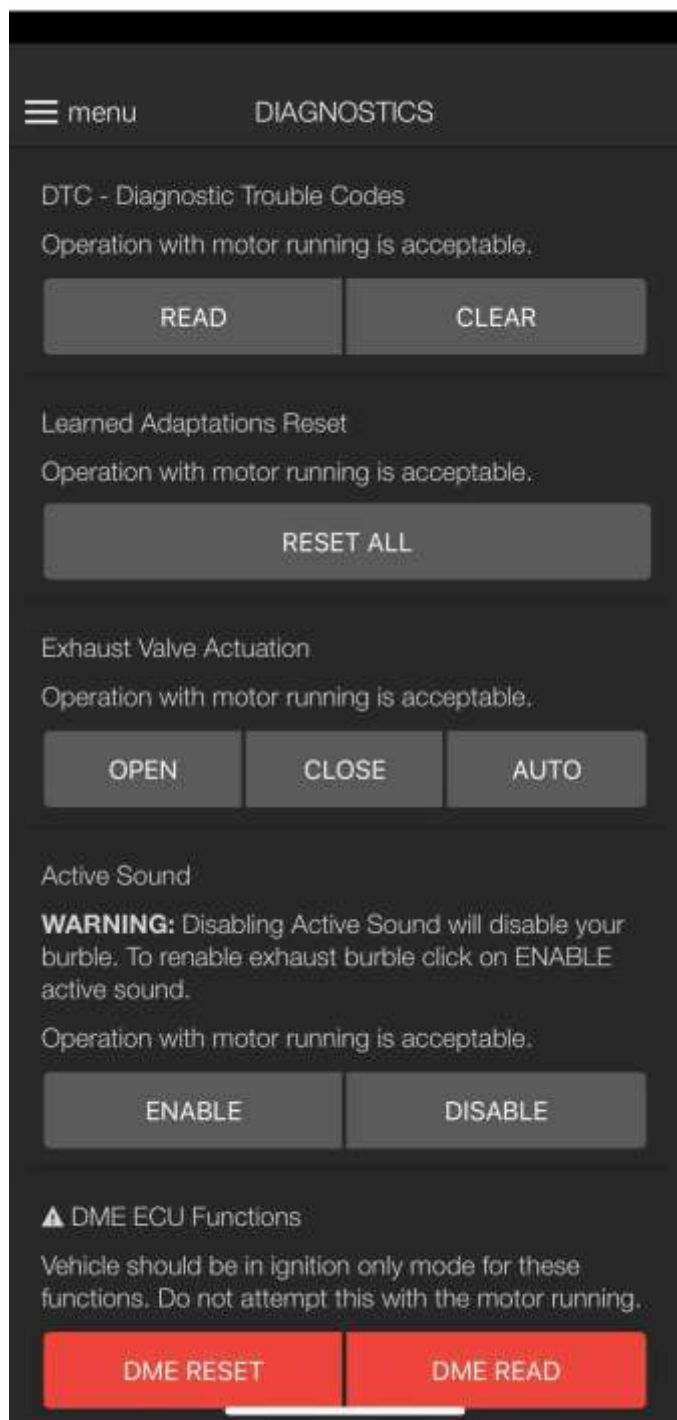 menu DIAGNOSTICS
DTC - Diagnostic Trouble Codes
Operation with motor running is acceptable.
READ CLEAR
Learned Adaptations Reset
Operation with motor running is acceptable.
RESET ALL
Exhaust Valve Actuation
Operation with motor running is acceptable.
OPEN CLOSE AUTO
Active Sound
WARNING: Disabling Active Sound will disable your
burble. To renable exhaust burble click on ENABLE
active sound.
Operation with motor running is acceptable.
ENABLE DISABLE
DME ECU Functions
Vehicle should be in ignition only mode for these
functions. Do not attempt this with the motor running.
DME RESET DME READ